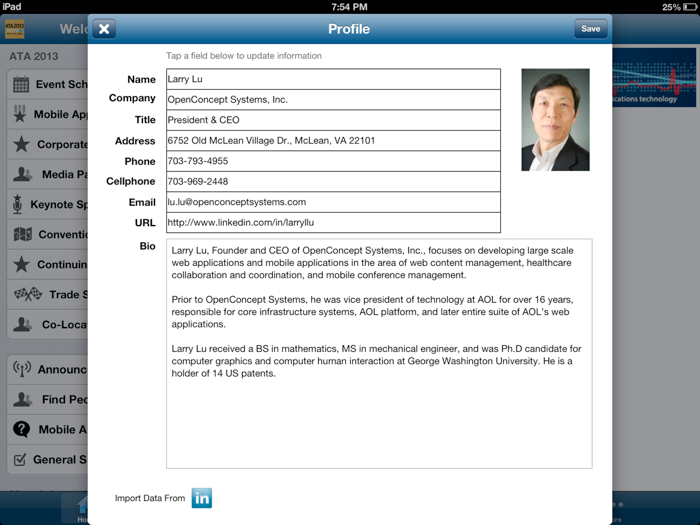 iPad 7:54 PM 25%
ATA 2013 Profile Save
ATA 2013
Tap a field below to update information
Name Larry Lu
Company OpenConcept Systems, Inc.
Title President & CEO
Address 6752 Old McLean Village Dr., McLean, VA 22101
Phone 703-793-4955
Cellphone 703-969-2448
Email lu.lu@openconceptsystems.com
URL http://www.linkedin.com/in/larryllu
Bio
Larry Lu, Founder and CEO of OpenConcept Systems, Inc., focuses on developing large scale
web applications and mobile applications in the area of web content management, healthcare
collaboration and coordination, and mobile conference management.
Prior to OpenConcept Systems, he was vice president of technology at AOL for over 16 years,
responsible for core infrastructure systems, AOL platform, and later entire suite of AOL's web
applications.
Larry Lu received a BS in mathematics, MS in mechanical engineer, and was Ph.D candidate for
computer graphics and computer human interaction at George Washington University. He is a
holder of 14 US patents.
Import Data From in
Event Sch
Mobile Ap
Corporate
Media Pa
Keynote Sp
Conventi
Continuin
Trade S
Co-Loca
Announc
Find Peo
Mobile A
General S
ications technology